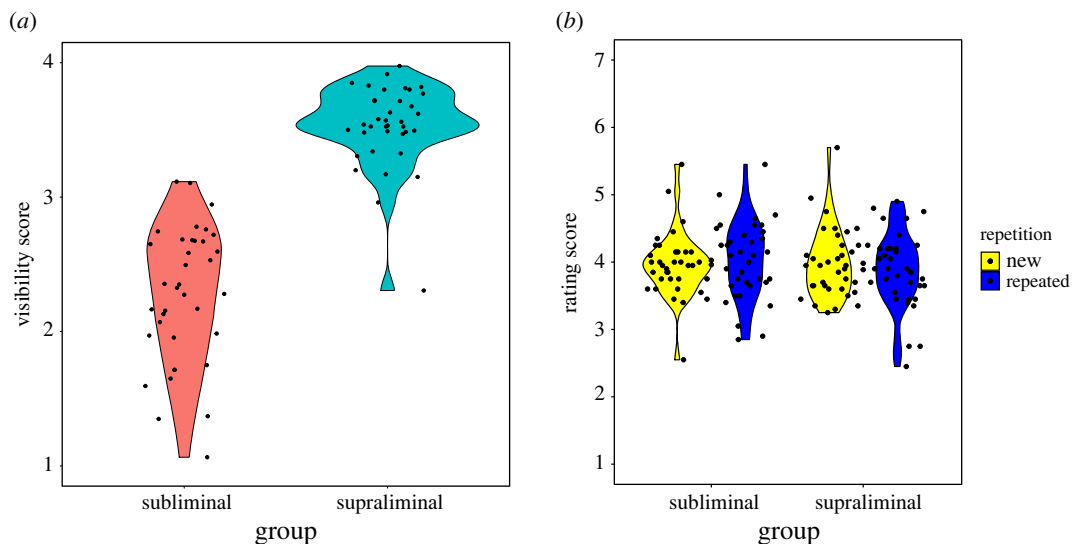 (a)
4
3
2
1
visibility score
subliminal
supraliminal
group
(b)
7
6
5
4
3
2
1
rating score
subliminal
supraliminal
group
repetition
new
repeated